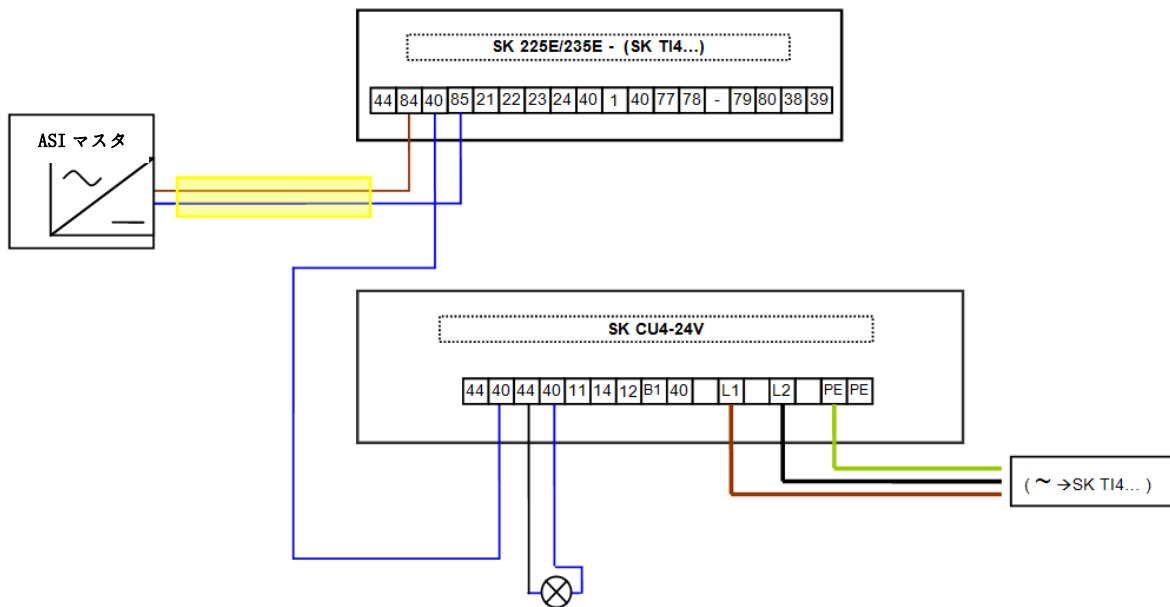 SK 225E/235E - (SK TI4...)
44 84 40 85 21 22 23 24 40 1 40 77 78 - 79 80 38 39
ASI マスタ
SK CU4-24V
44 40 44 40 11 14 12 B1 40 L1 L2 PE PE
( ~ →SK TI4... )